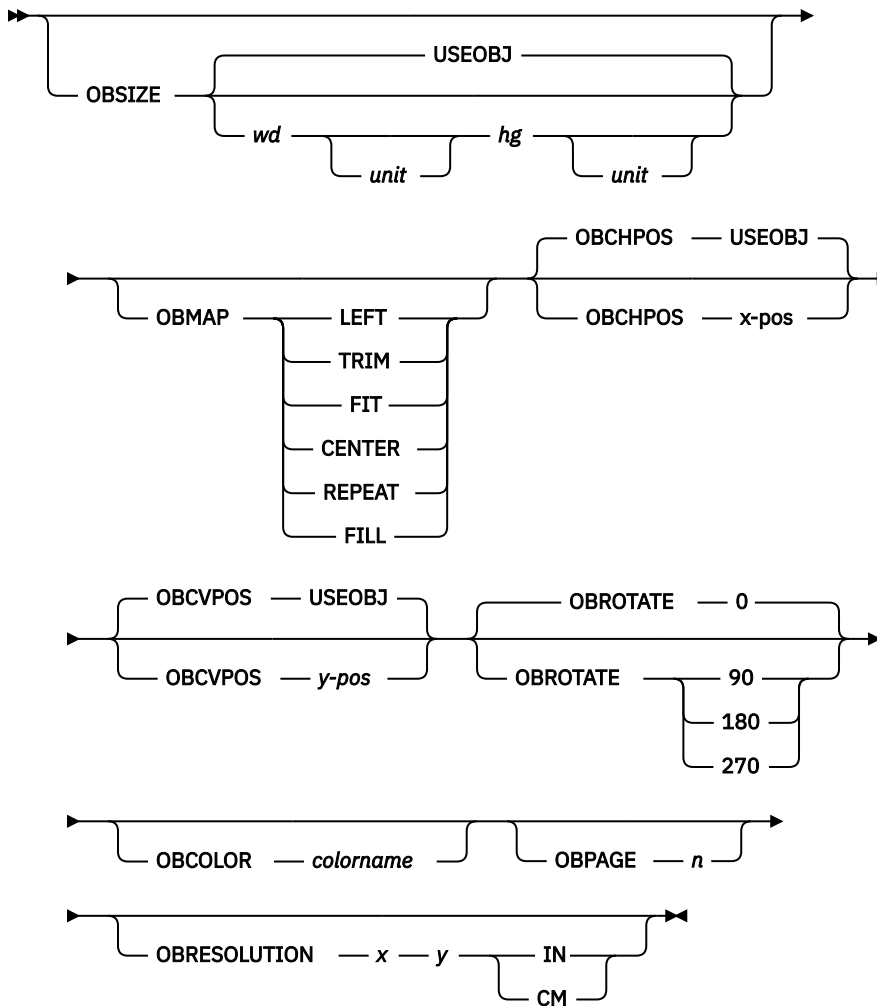 USEOBJ
OBSIZE
wd hg
unit unit
OBCHPOS USEOBJ
OBMAP LEFT OBCHPOS x-pos
TRIM
FIT
CENTER
REPEAT
FILL
OBCVPOS USEOBJ OBROTATE 0
OBCVPOS y-pos OBROTATE 90
180
270
OBCOLOR colorname OBPAGE n
OBRESOLUTION x y IN
CM